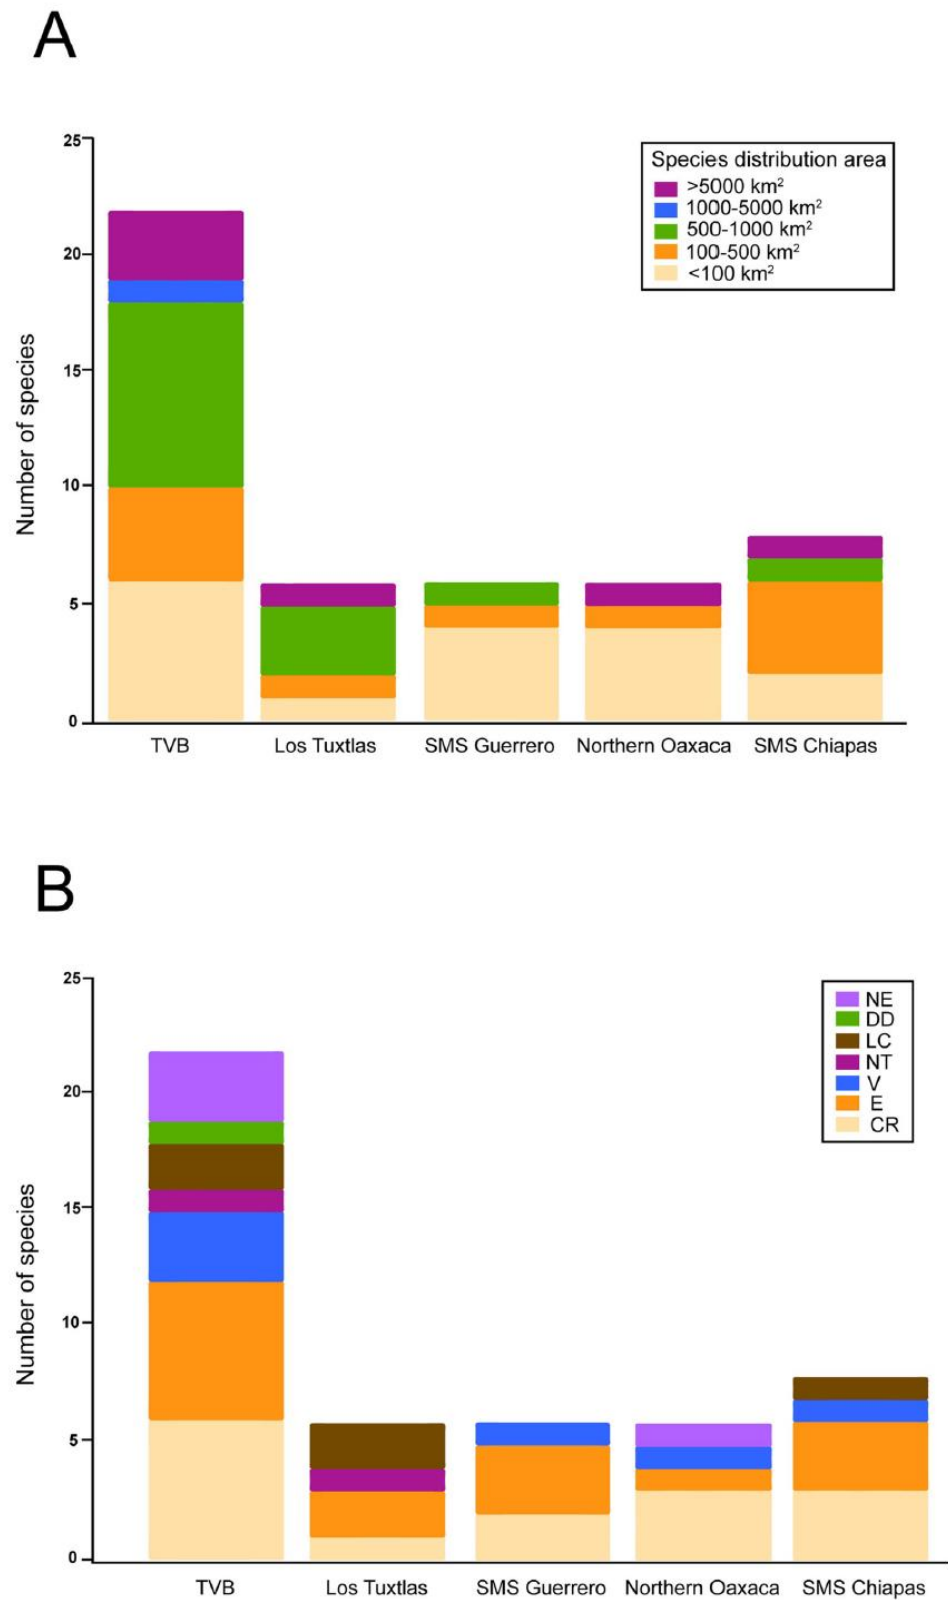 A
25
20
15
10
5
0
Number of species
Species distribution area
>5000 km²
1000-5000 km²
500-1000 km²
100-500 km²
<100 km²
TVB
Los Tuxtlas
SMS Guerrero
Northern Oaxaca
SMS Chiapas
B
25
20
15
10
5
0
Number of species
NE
DD
LC
NT
V
E
CR
TVB
Los Tuxtlas
SMS Guerrero
Northern Oaxaca
SMS Chiapas